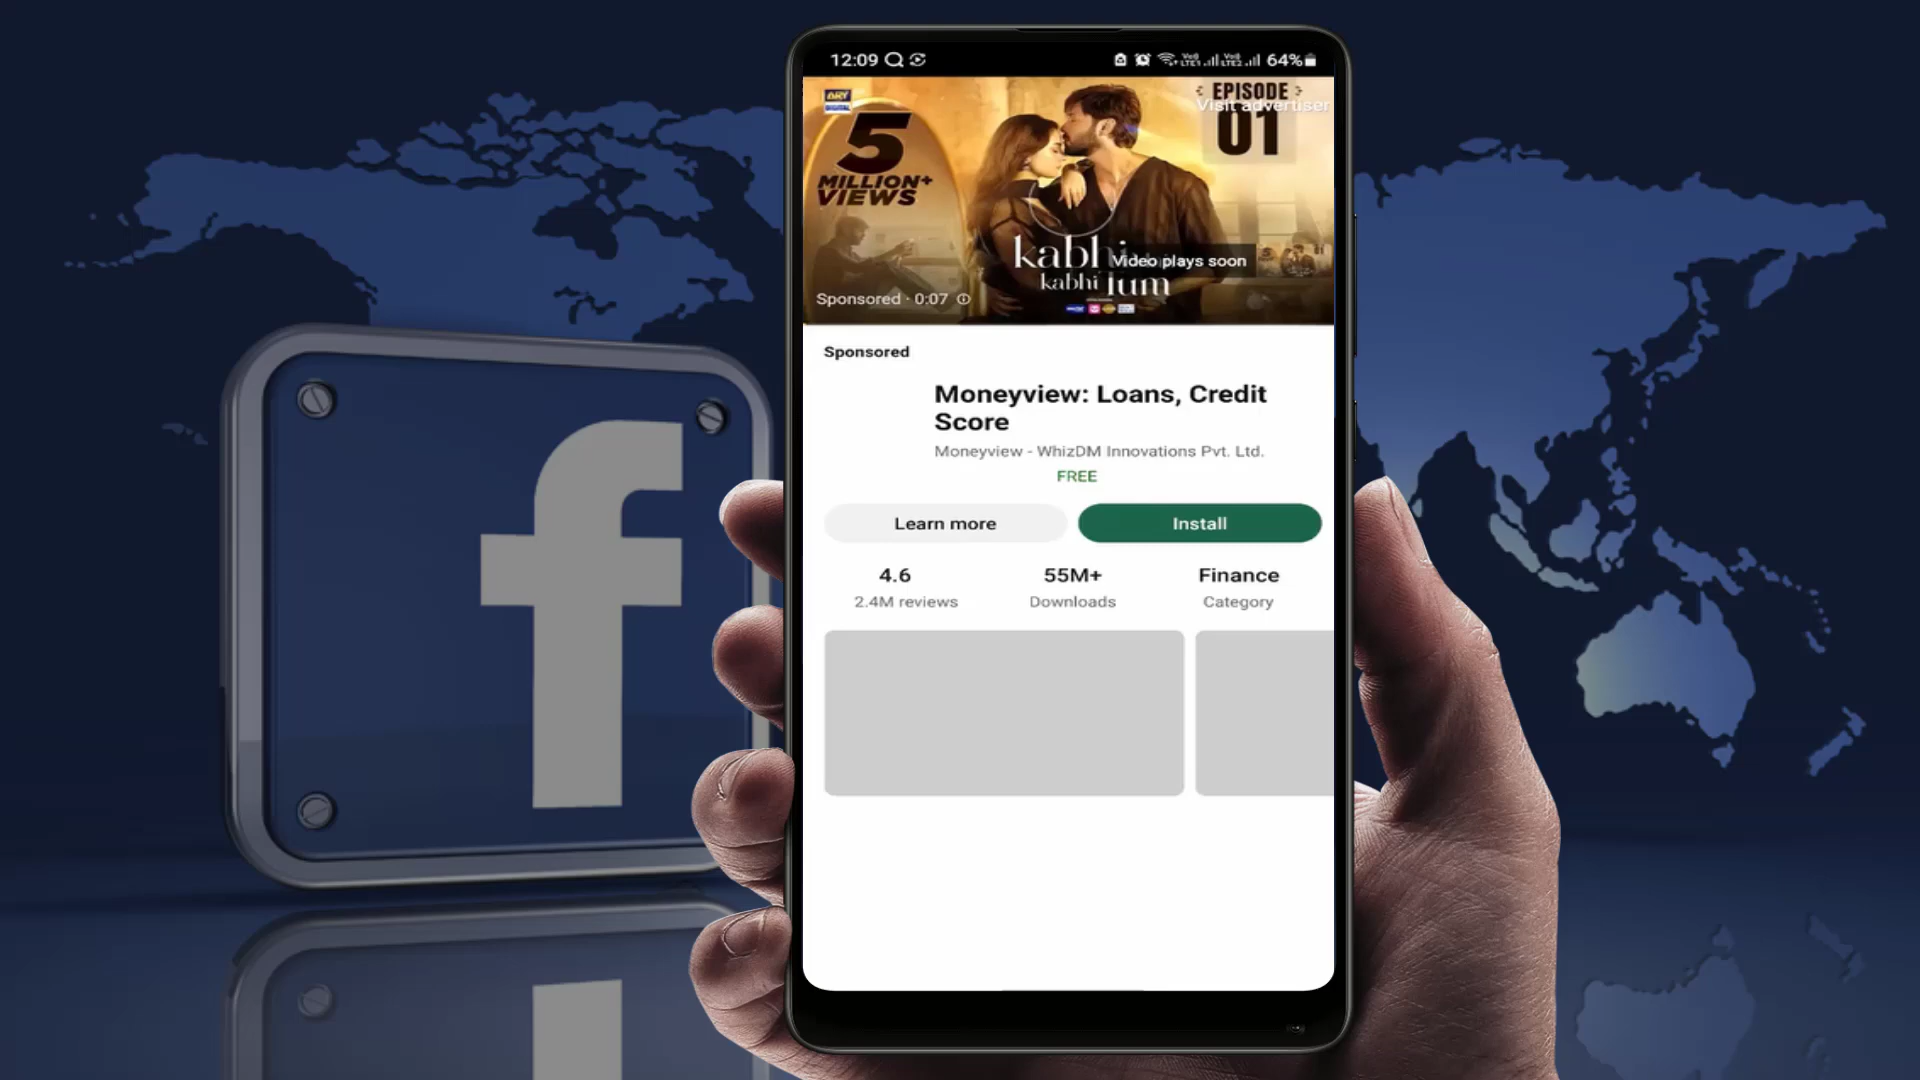 12:09
64%
ARY
DIGITAL
EPISODE
Visit advertiser
01
5
MILLION+
VIEWS
kabhi
Video plays soon
kabhi tum
Sponsored · 0:07
Sponsored
Moneyview: Loans, Credit
Score
Moneyview - WhizDM Innovations Pvt. Ltd.
FREE
Learn more
Install
4.6
55M+
Finance
2.4M reviews
Downloads
Category
f